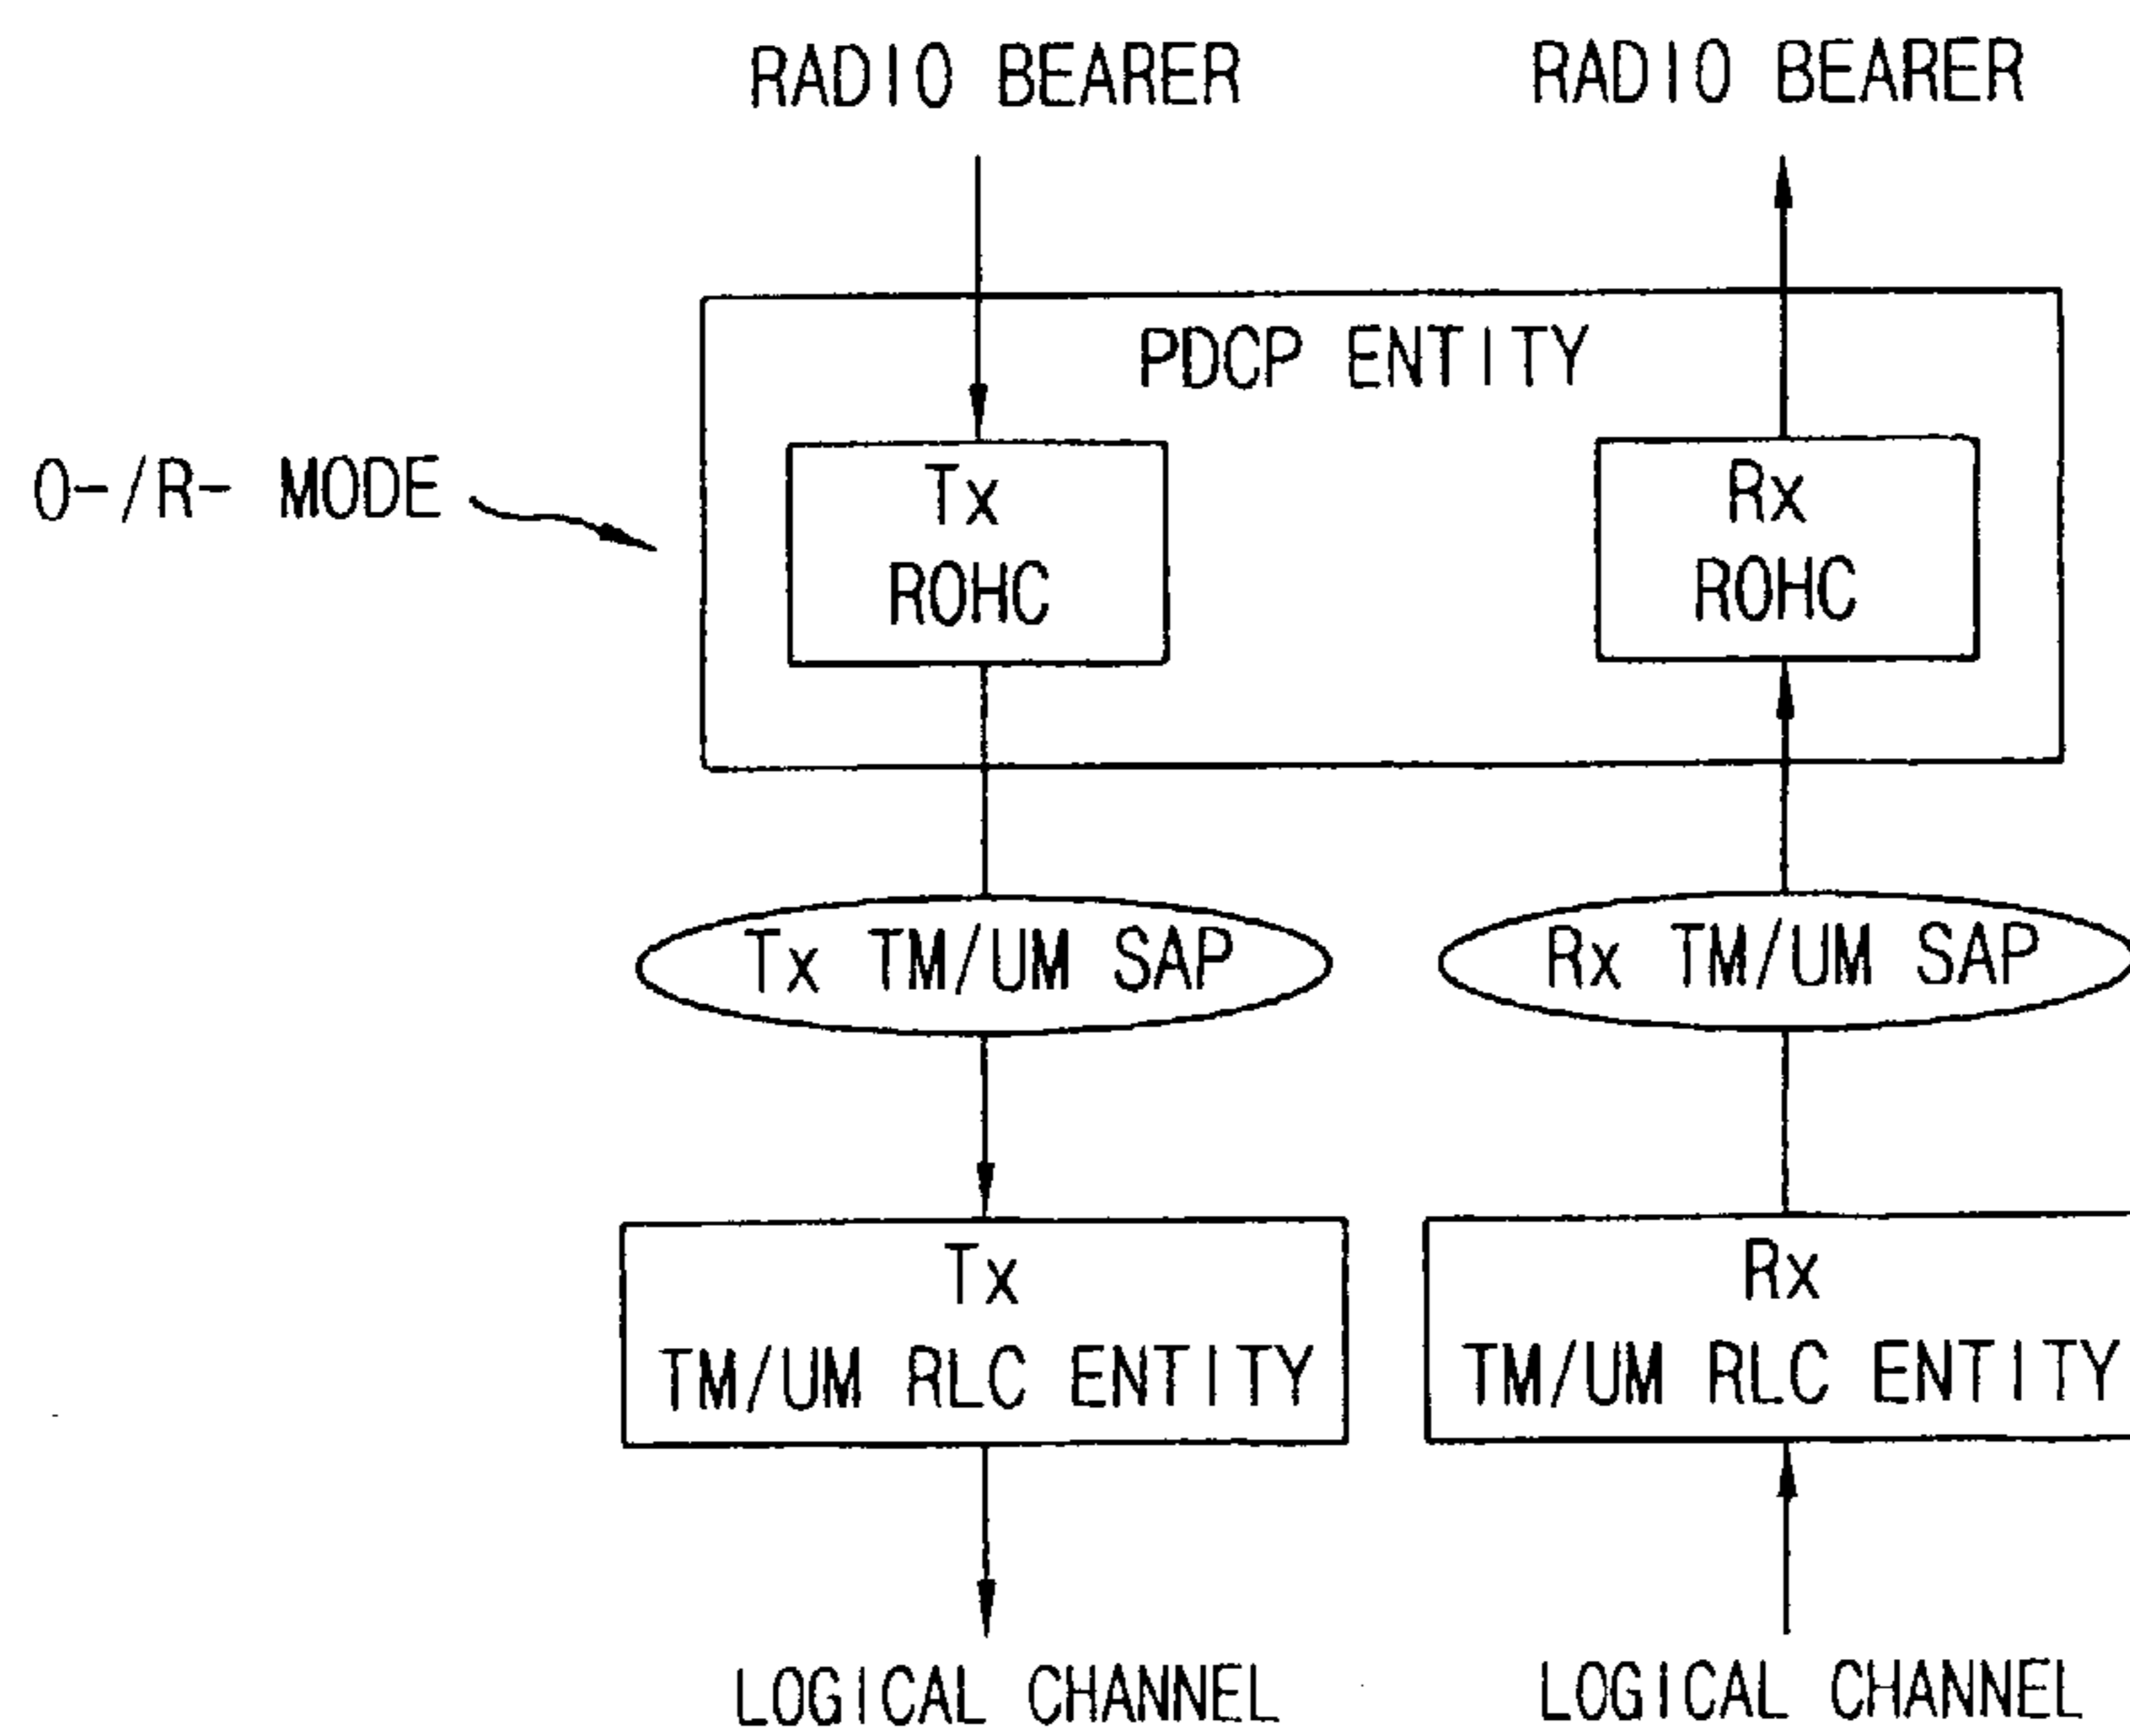 RADIO BEARER
RADIO BEARER
PDCP ENTITY
O-/R- MODE
Tx
ROHC
Rx
ROHC
Tx TM/UM SAP
Rx TM/UM SAP
Tx
TM/UM RLC ENTITY
Rx
TM/UM RLC ENTITY
LOGICAL CHANNEL
LOGICAL CHANNEL